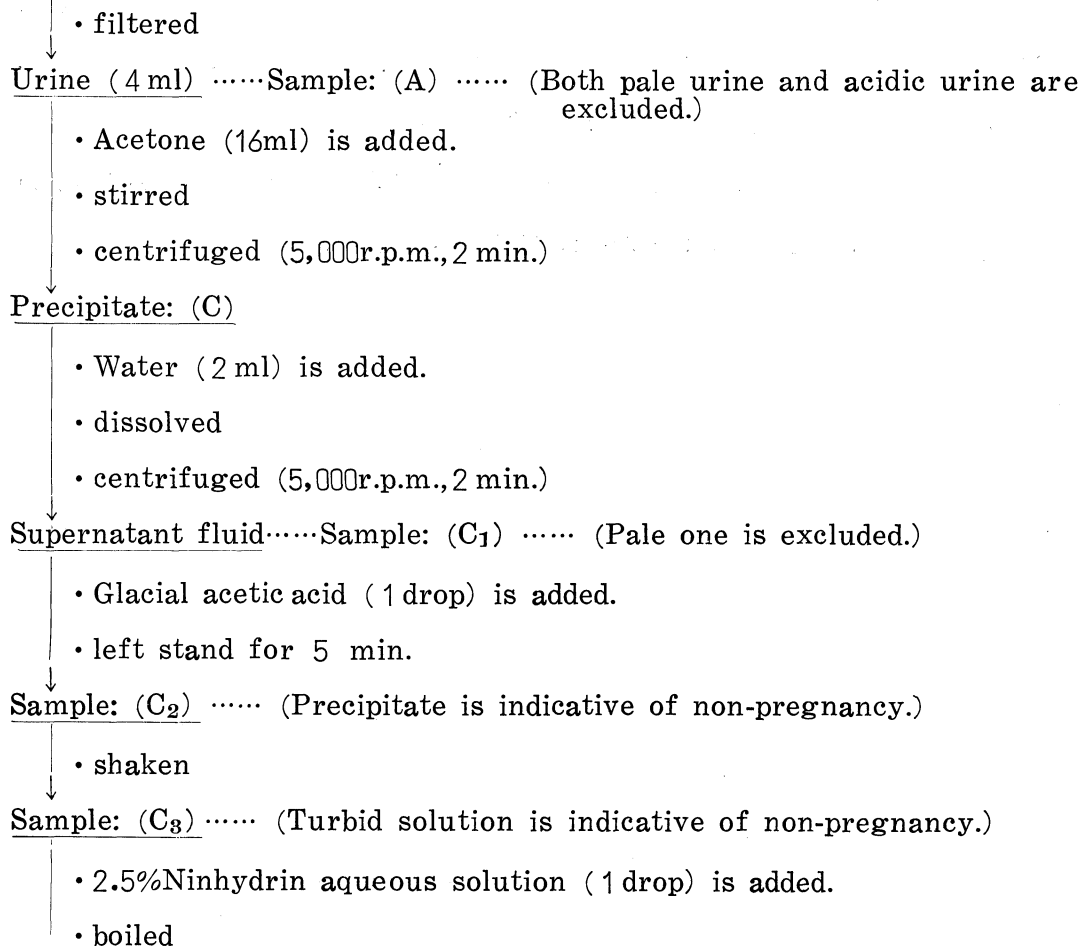 • filtered
Urine (4 ml) ······Sample: (A) ······ (Both pale urine and acidic urine are
excluded.)
• Acetone (16ml) is added.
• stirred
• centrifuged (5,000r.p.m., 2 min.)
Precipitate: (C)
• Water (2 ml) is added.
• dissolved
• centrifuged (5,000r.p.m., 2 min.)
Supernatant fluid······Sample: (C₁) ······ (Pale one is excluded.)
• Glacial acetic acid (1 drop) is added.
• left stand for 5 min.
Sample: (C₂) ······ (Precipitate is indicative of non-pregnancy.)
• shaken
Sample: (C₃) ······ (Turbid solution is indicative of non-pregnancy.)
• 2.5%Ninhydrin aqueous solution (1 drop) is added.
• boiled